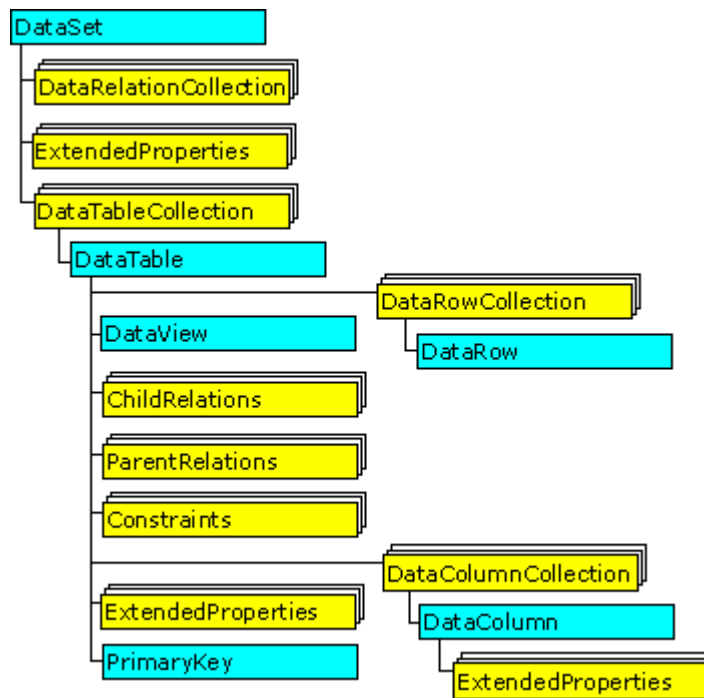 DataSet
DataRelationCollection
ExtendedProperties
DataTableCollection
DataTable
DataRowCollection
DataView
DataRow
ChildRelations
ParentRelations
Constraints
DataColumnCollection
ExtendedProperties
DataColumn
PrimaryKey
ExtendedProperties